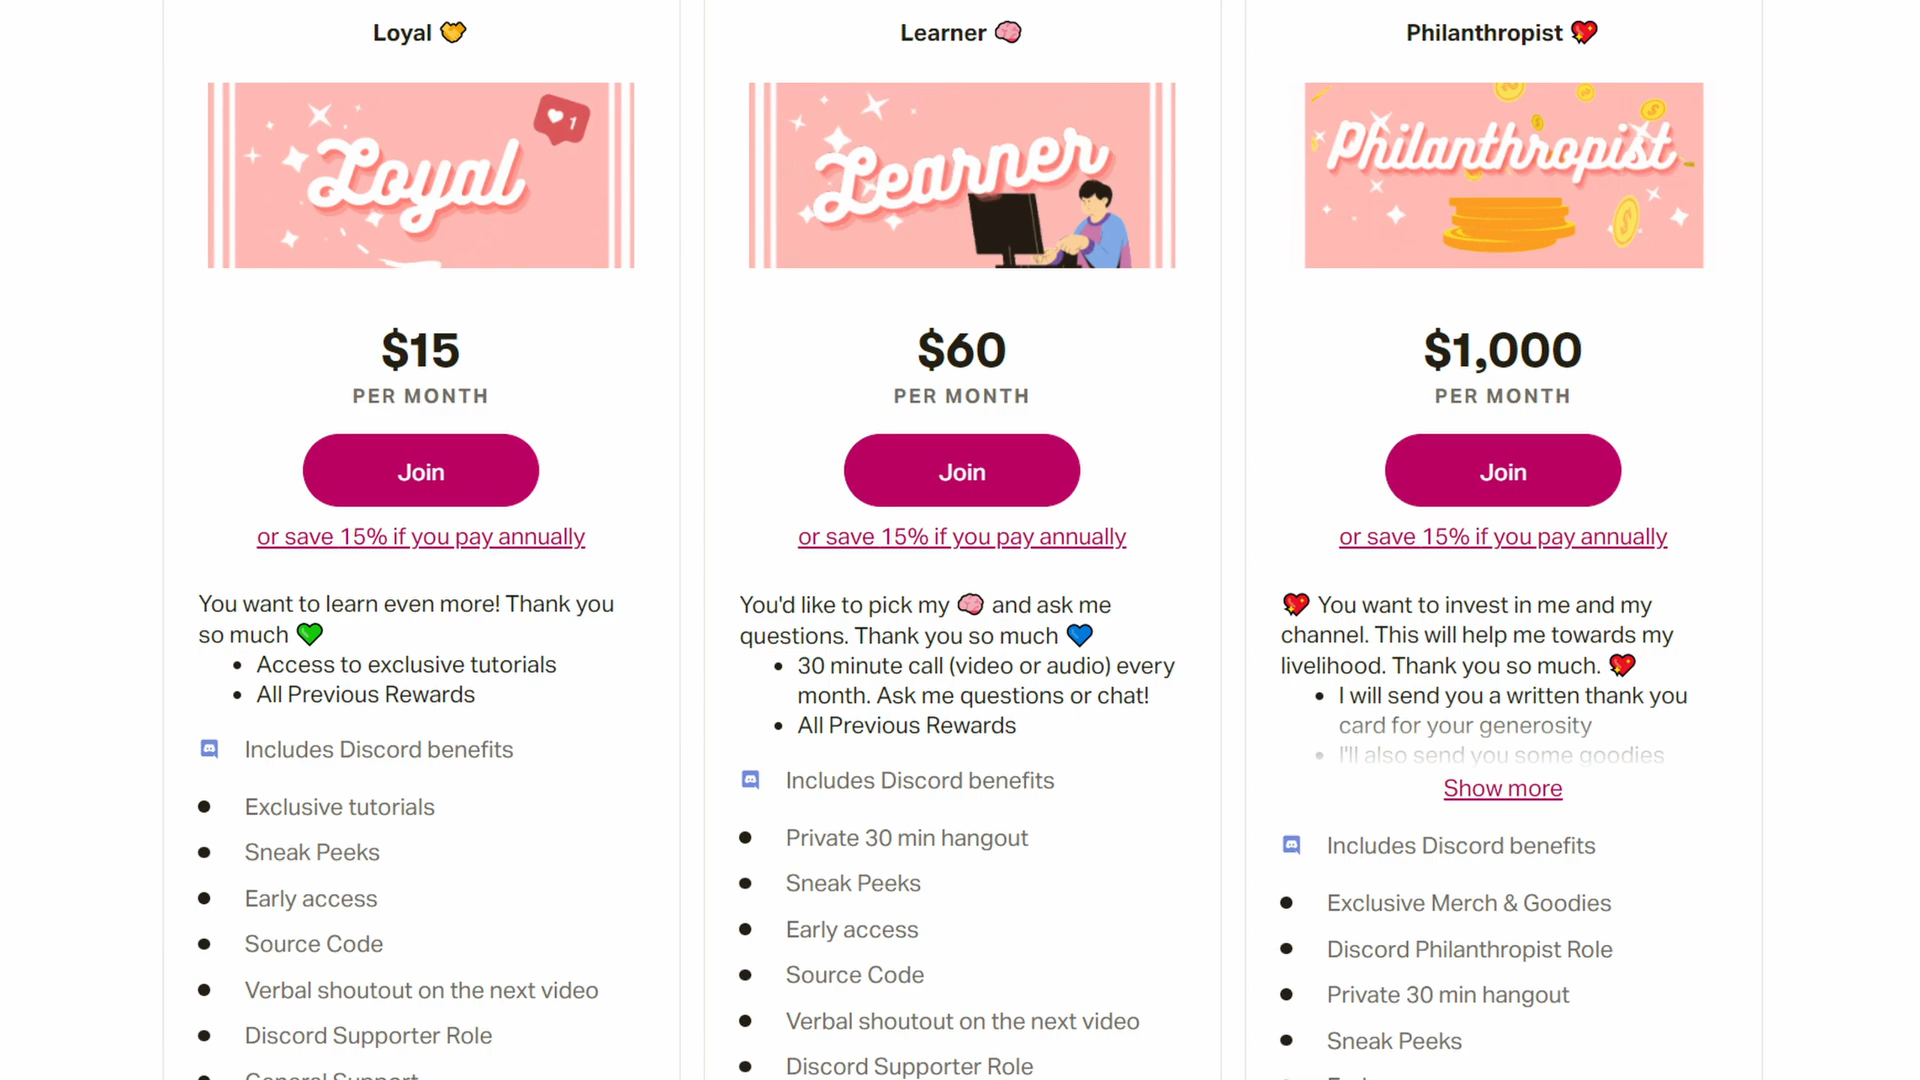 Loyal
Loyal
1
$15
PER MONTH
Join
or save 15% if you pay annually
You want to learn even more! Thank you
so much
• Access to exclusive tutorials
• All Previous Rewards
Includes Discord benefits
• Exclusive tutorials
• Sneak Peeks
• Early access
• Source Code
• Verbal shoutout on the next video
• Discord Supporter Role
General Support
Learner
Learner
$60
PER MONTH
Join
or save 15% if you pay annually
You'd like to pick my 🧠 and ask me
questions. Thank you so much
• 30 minute call (video or audio) every
month. Ask me questions or chat!
• All Previous Rewards
Includes Discord benefits
• Private 30 min hangout
• Sneak Peeks
• Early access
• Source Code
• Verbal shoutout on the next video
• Discord Supporter Role
Philanthropist
Philanthropist
$1,000
PER MONTH
Join
or save 15% if you pay annually
You want to invest in me and my
channel. This will help me towards my
livelihood. Thank you so much.
• I will send you a written thank you
card for your generosity
• I'll also send you some goodies
Show more
Includes Discord benefits
• Exclusive Merch & Goodies
• Discord Philanthropist Role
• Private 30 min hangout
• Sneak Peeks